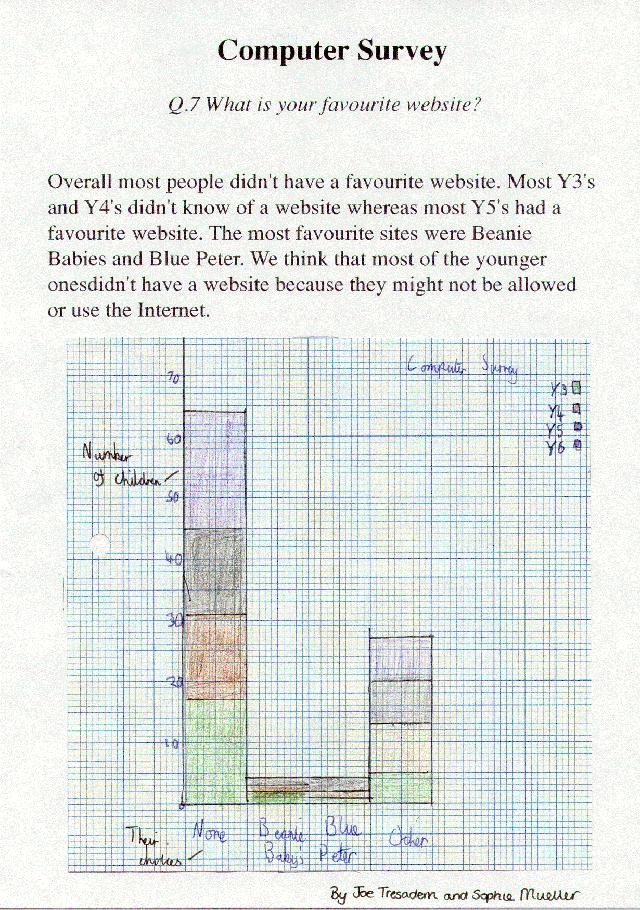 Computer Survey
Q.7 What is your favourite website?
Overall most people didn't have a favourite website. Most Y3's
and Y4's didn't know of a website whereas most Y5's had a
favourite website. The most favourite sites were Beanie
Babies and Blue Peter. We think that most of the younger
onesdidn't have a website because they might not be allowed
or use the Internet.
Computer Survey
70
Y3
Y4
Y5
Y6
60
Number
of children
50
40
30
20
10
0
Their
choices
None
Beanie
Baby's
Blue
Peter
Other
By Joe Tresadern and Sophie Mueller